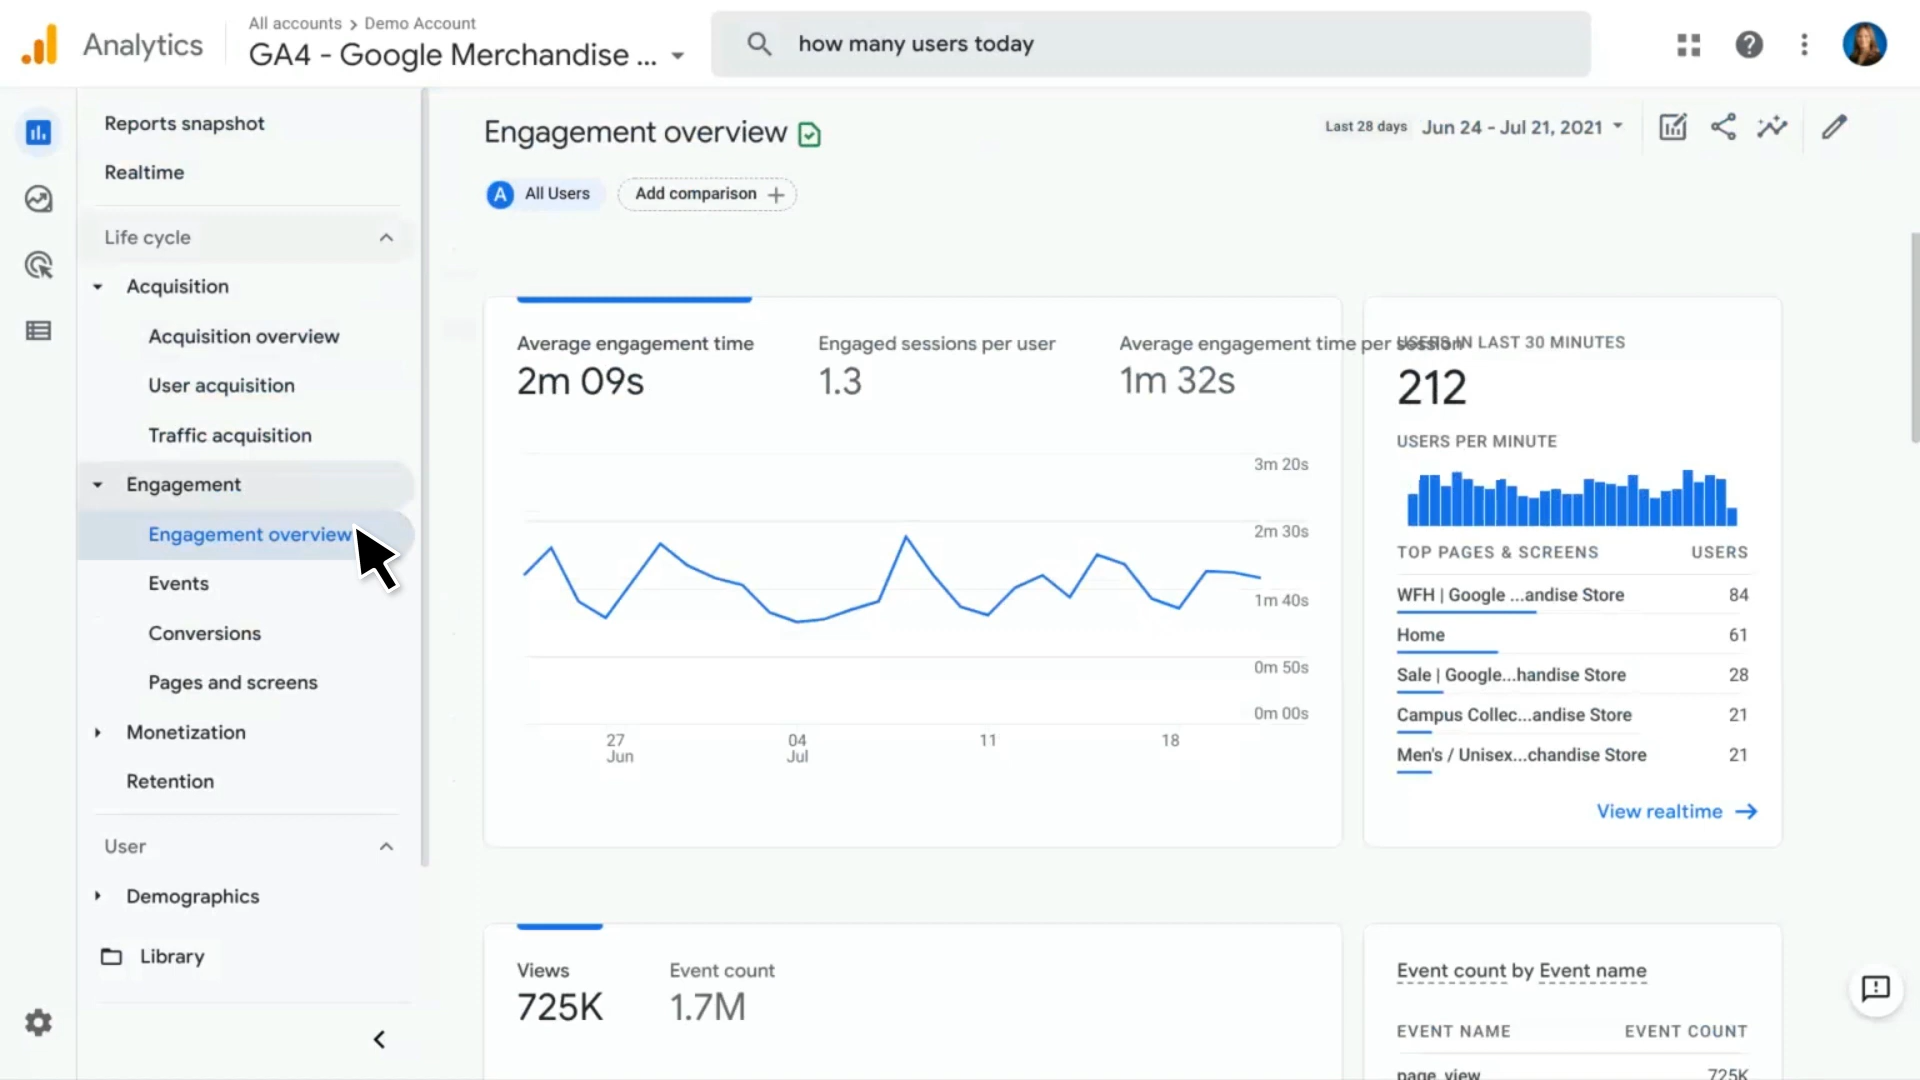 Analytics
All accounts > Demo Account
GA4 - Google Merchandise ...
how many users today
Reports snapshot
Realtime
Life cycle
Acquisition
Acquisition overview
User acquisition
Traffic acquisition
Engagement
Engagement overview
Events
Conversions
Pages and screens
Monetization
Retention
User
Demographics
Library
Engagement overview
Last 28 days Jun 24 - Jul 21, 2021
A All Users
Add comparison +
Average engagement time
2m 09s
Engaged sessions per user
1.3
Average engagement time per session
1m 32s
3m 20s
2m 30s
1m 40s
0m 50s
0m 00s
27 Jun
04 Jul
11
18
USERS IN LAST 30 MINUTES
212
USERS PER MINUTE
TOP PAGES & SCREENS USERS
WFH | Google ...andise Store 84
Home 61
Sale | Google...handise Store 28
Campus Collec...andise Store 21
Men's / Unisex...chandise Store 21
View realtime
Views
725K
Event count
1.7M
Event count by Event name
EVENT NAME EVENT COUNT
page_view 725K